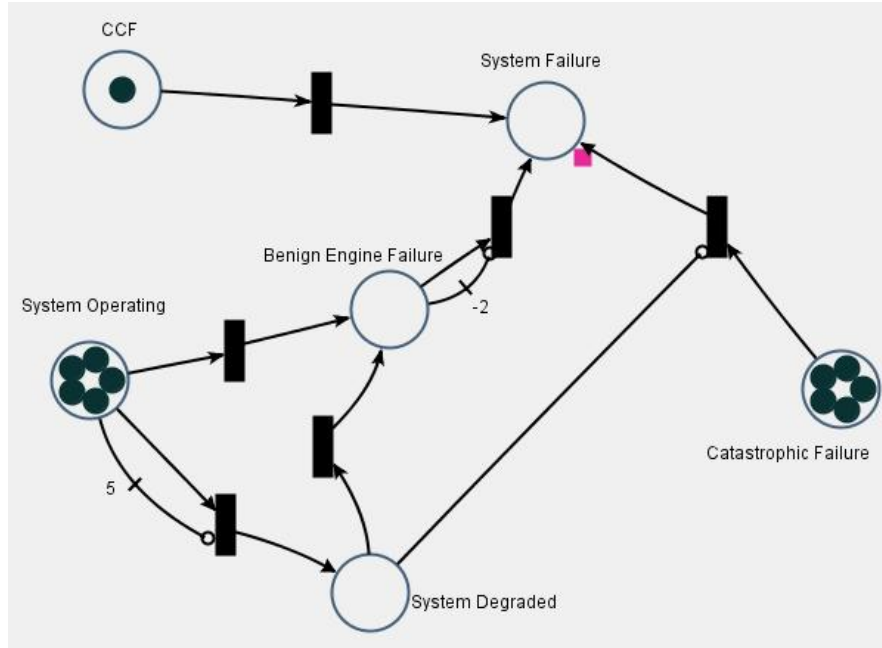 CCF
System Failure
Benign Engine Failure
-2
System Operating
5
Catastrophic Failure
System Degraded